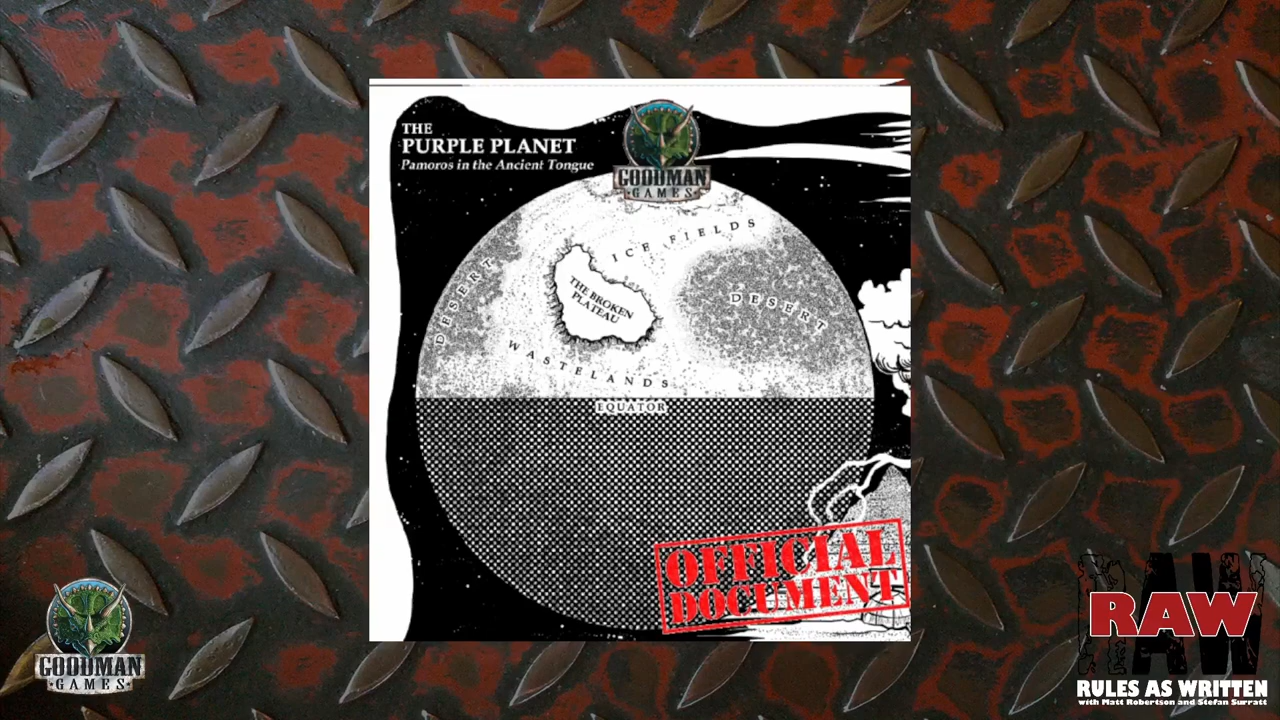 THE
PURPLE PLANET
Pamoros in the Ancient Tongue
GOODMAN
GAMES
ICE FIELDS
DESERT
THE BROKEN
PLATEAU
DESERT
WASTELANDS
EQUATOR
OFFICIAL
DOCUMENT
GOODMAN
GAMES
RAW
RULES AS WRITTEN
with Matt Robertson and Stefan Surratt